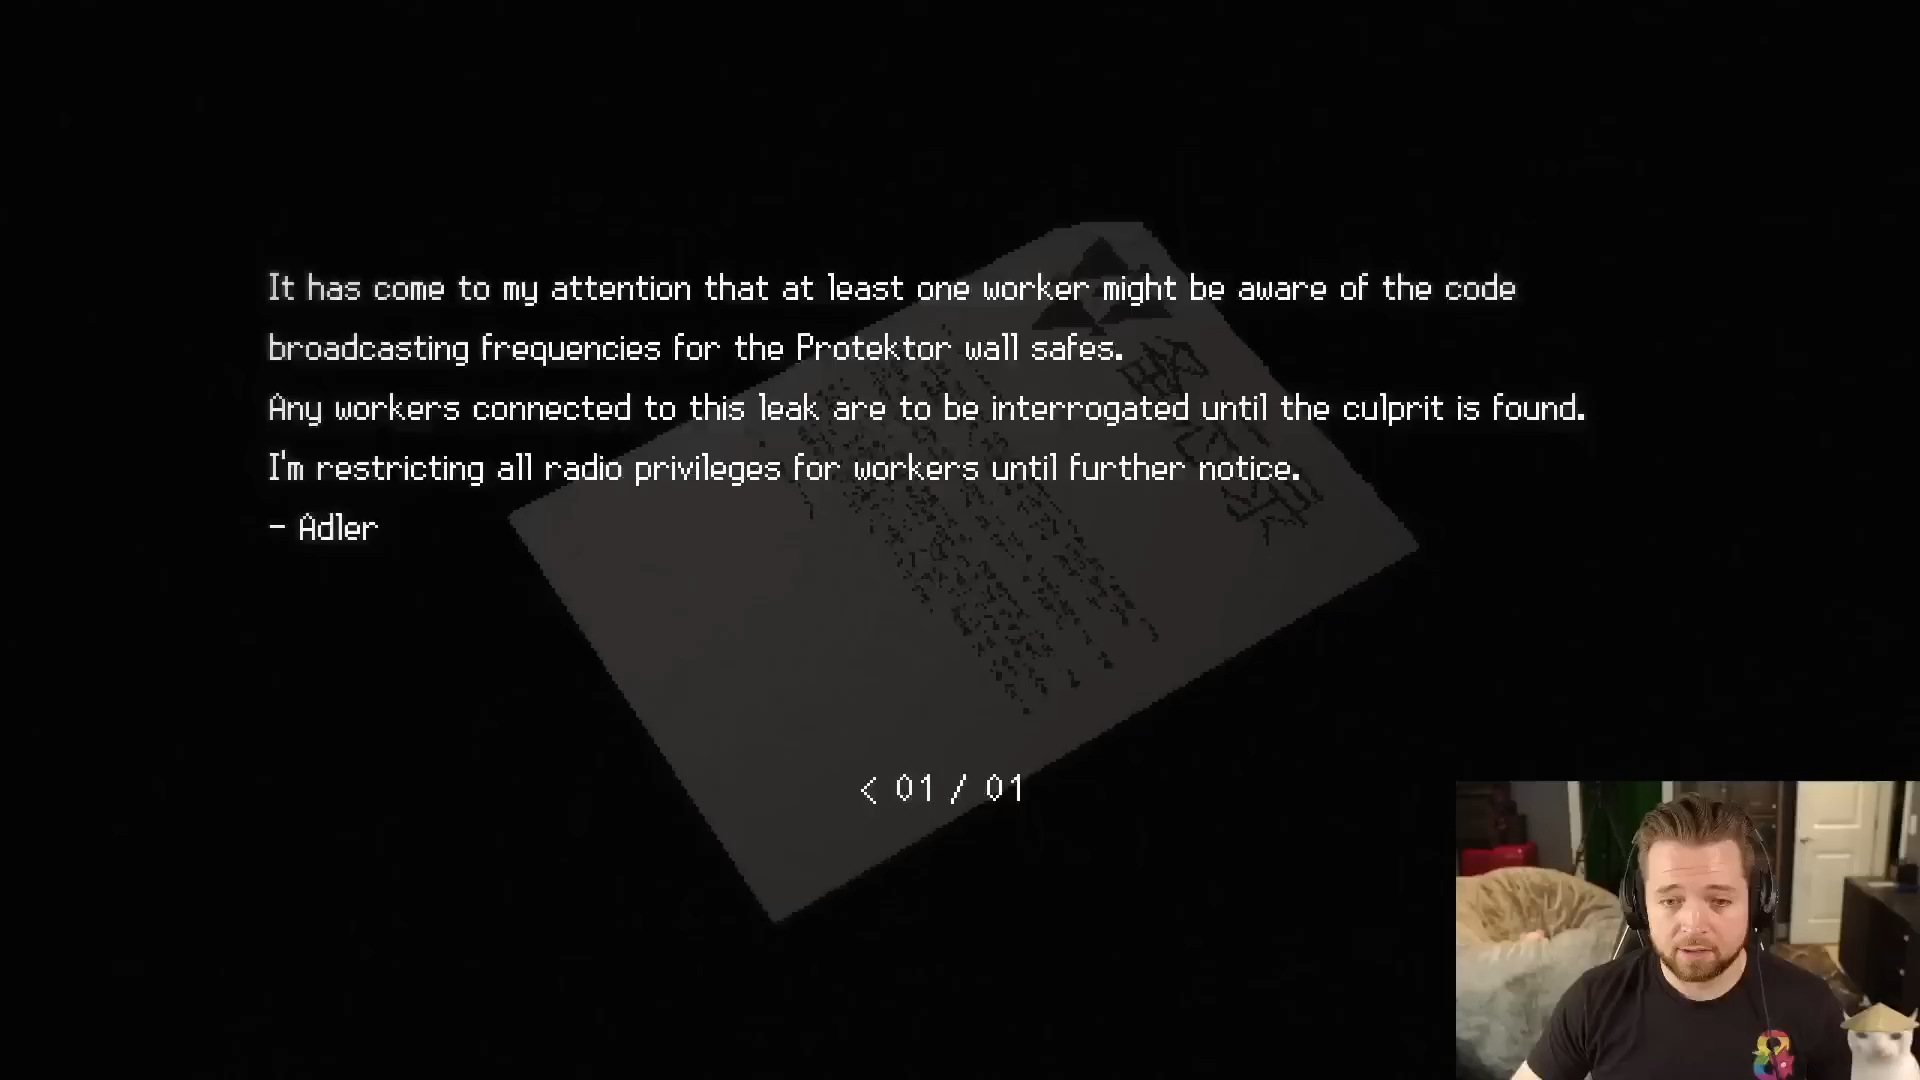 It has come to my attention that at least one worker might be aware of the code
broadcasting frequencies for the Protektor wall safes.
Any workers connected to this leak are to be interrogated until the culprit is found.
I'm restricting all radio privileges for workers until further notice.
- Adler
< 01 / 01